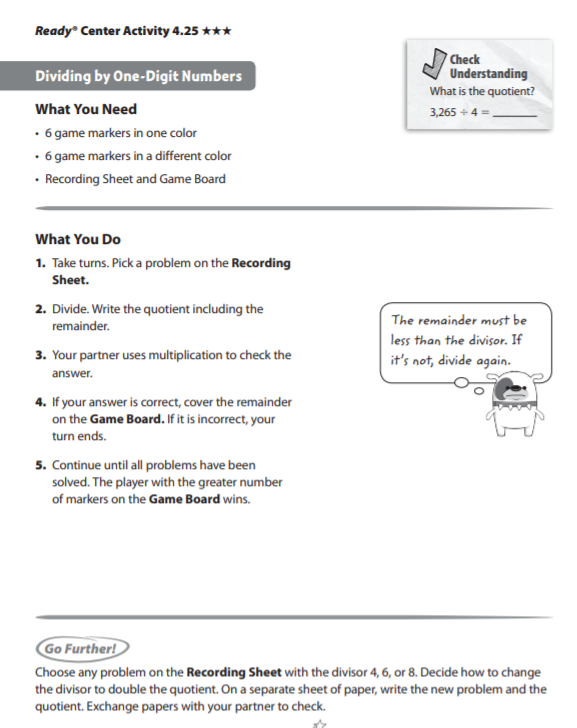 Ready® Center Activity 4.25 ★★★
Check
Understanding
What is the quotient?
3,265 ÷ 4 = ________
Dividing by One-Digit Numbers
What You Need
• 6 game markers in one color
• 6 game markers in a different color
• Recording Sheet and Game Board
What You Do
1. Take turns. Pick a problem on the Recording
Sheet.
2. Divide. Write the quotient including the
remainder.
3. Your partner uses multiplication to check the
answer.
4. If your answer is correct, cover the remainder
on the Game Board. If it is incorrect, your
turn ends.
5. Continue until all problems have been
solved. The player with the greater number
of markers on the Game Board wins.
The remainder must be
less than the divisor. If
it's not, divide again.
Go Further!
Choose any problem on the Recording Sheet with the divisor 4, 6, or 8. Decide how to change
the divisor to double the quotient. On a separate sheet of paper, write the new problem and the
quotient. Exchange papers with your partner to check.